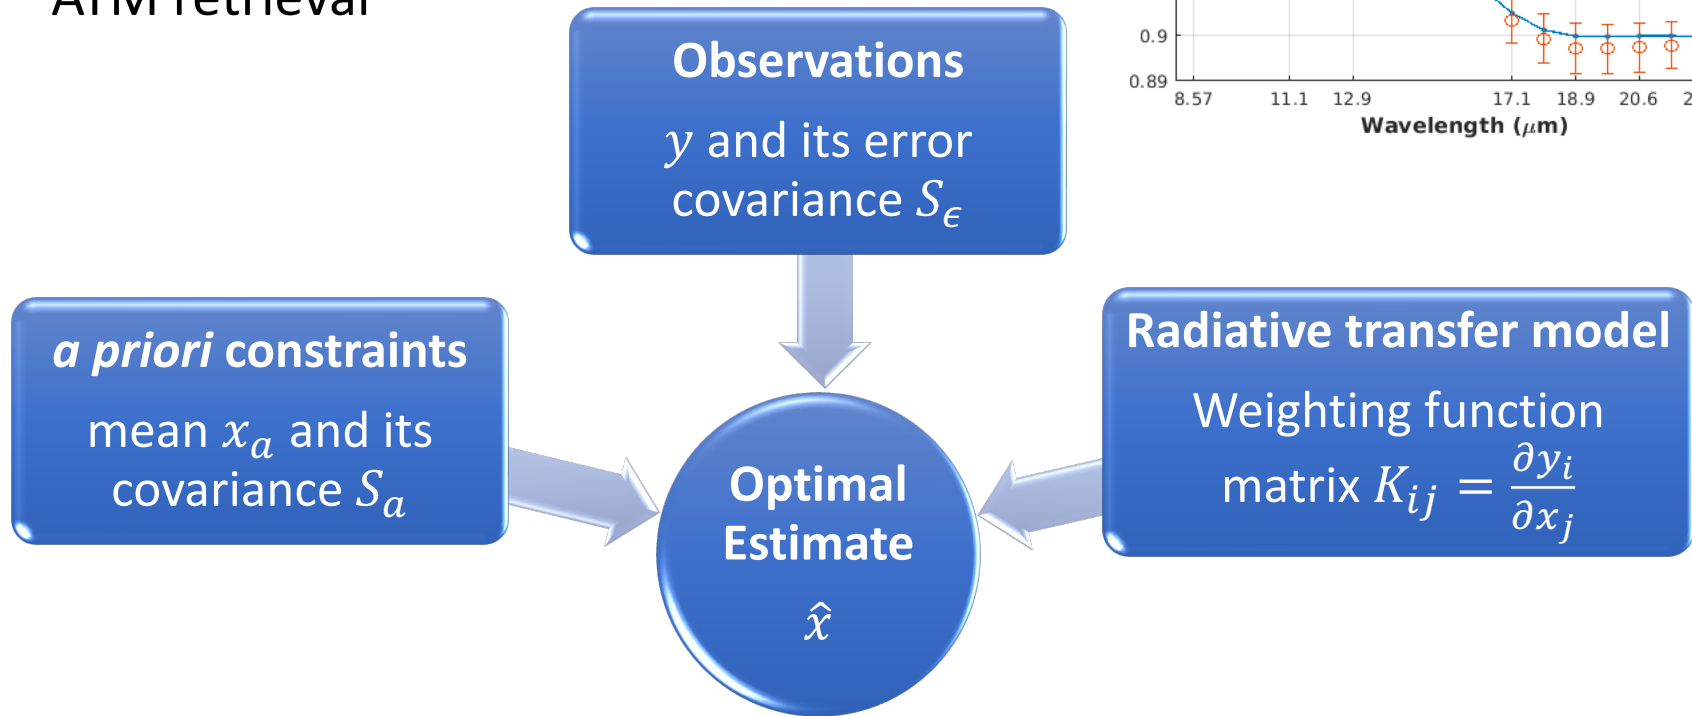 Observations
y and its error
covariance S_ϵ
0.9
0.89
8.57 11.1 12.9 17.1 18.9 20.6
Wavelength (μm)
a priori constraints
mean x_a and its
covariance S_a
Radiative transfer model
Weighting function
matrix K_{ij} = ∂y_i/∂x_j
Optimal
Estimate
x̂